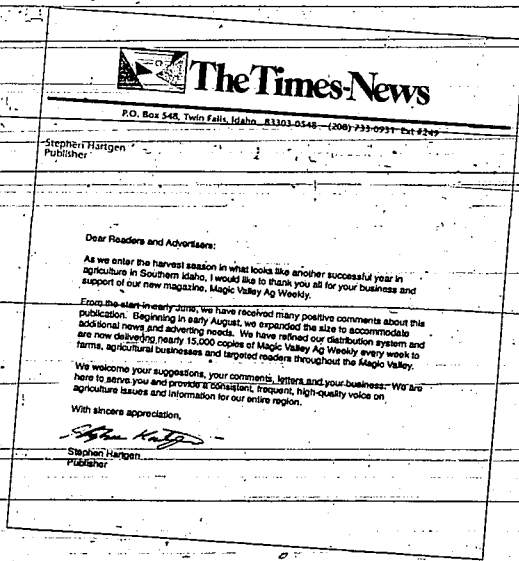 The Times-News
P.O. Box 548, Twin Falls, Idaho 83303-0548 — (208) 733-0931 Ext #249
Stephen Hartgen
Publisher
Dear Readers and Advertisers:
As we enter the harvest season in what looks like another successful year in
agriculture in Southern Idaho, I would like to thank you all for your business and
support of our new magazine, Magic Valley Ag Weekly.
From the start in early June, we have received many positive comments about this
publication. Beginning in early August, we expanded the size to accommodate
additional news and adverting needs. We have refined our distribution system and
are now delivering nearly 15,000 copies of Magic Valley Ag Weekly every week to
farms, agricultural businesses and targeted readers throughout the Magic Valley.
We welcome your suggestions, your comments, letters and your business. We are
here to serve you and provide a consistent, frequent, high-quality voice on
agriculture issues and information for our entire region.
With sincere appreciation,
Stephen Hartgen
Stephen Hartgen
Publisher